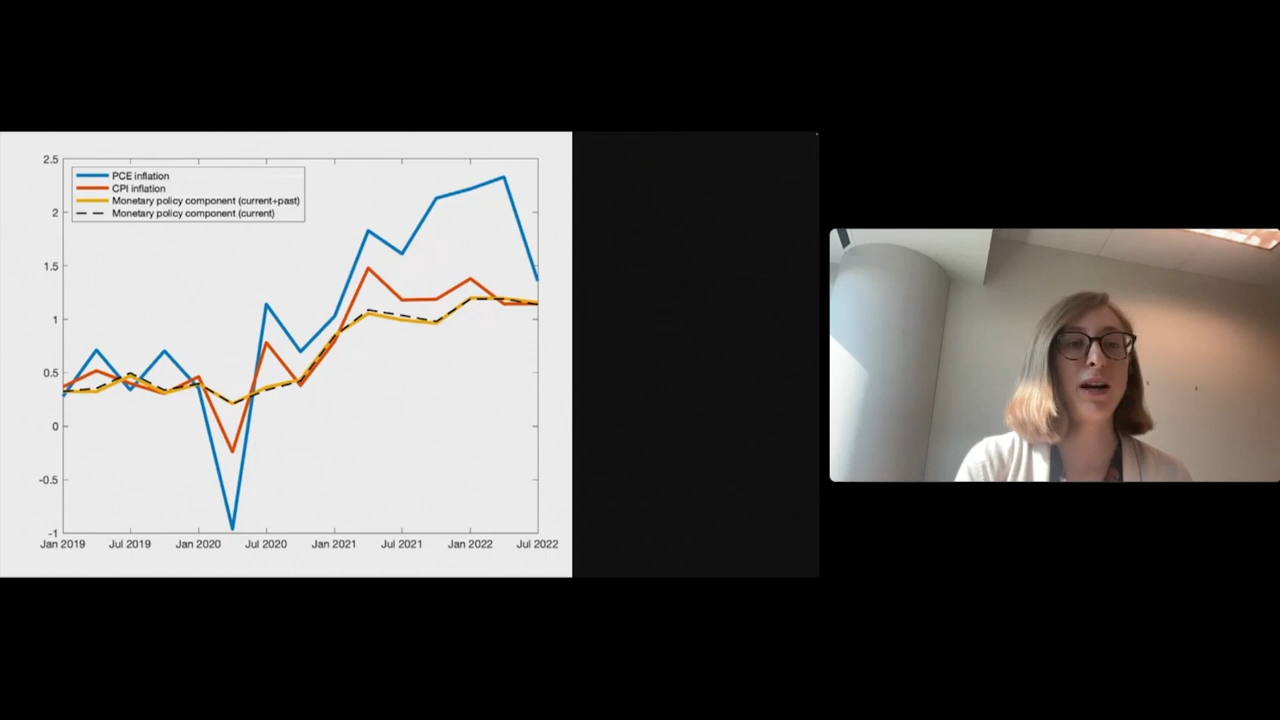 2.5
2
1.5
1
0.5
0
-0.5
-1
PCE inflation
CPI inflation
Monetary policy component (current+past)
Monetary policy component (current)
Jan 2019 Jul 2019 Jan 2020 Jul 2020 Jan 2021 Jul 2021 Jan 2022 Jul 2022